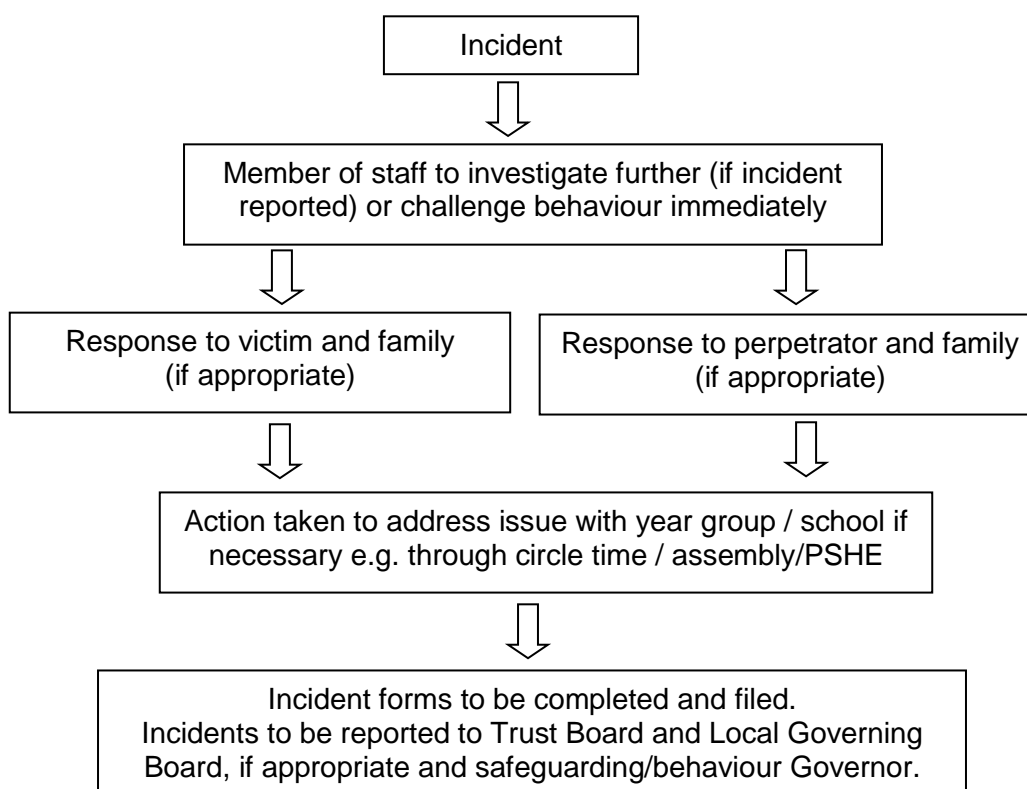 Incident
Member of staff to investigate further (if incident
reported) or challenge behaviour immediately
Response to victim and family
(if appropriate)
Response to perpetrator and family
(if appropriate)
Action taken to address issue with year group / school if
necessary e.g. through circle time / assembly/PSHE
Incident forms to be completed and filed.
Incidents to be reported to Trust Board and Local Governing
Board, if appropriate and safeguarding/behaviour Governor.